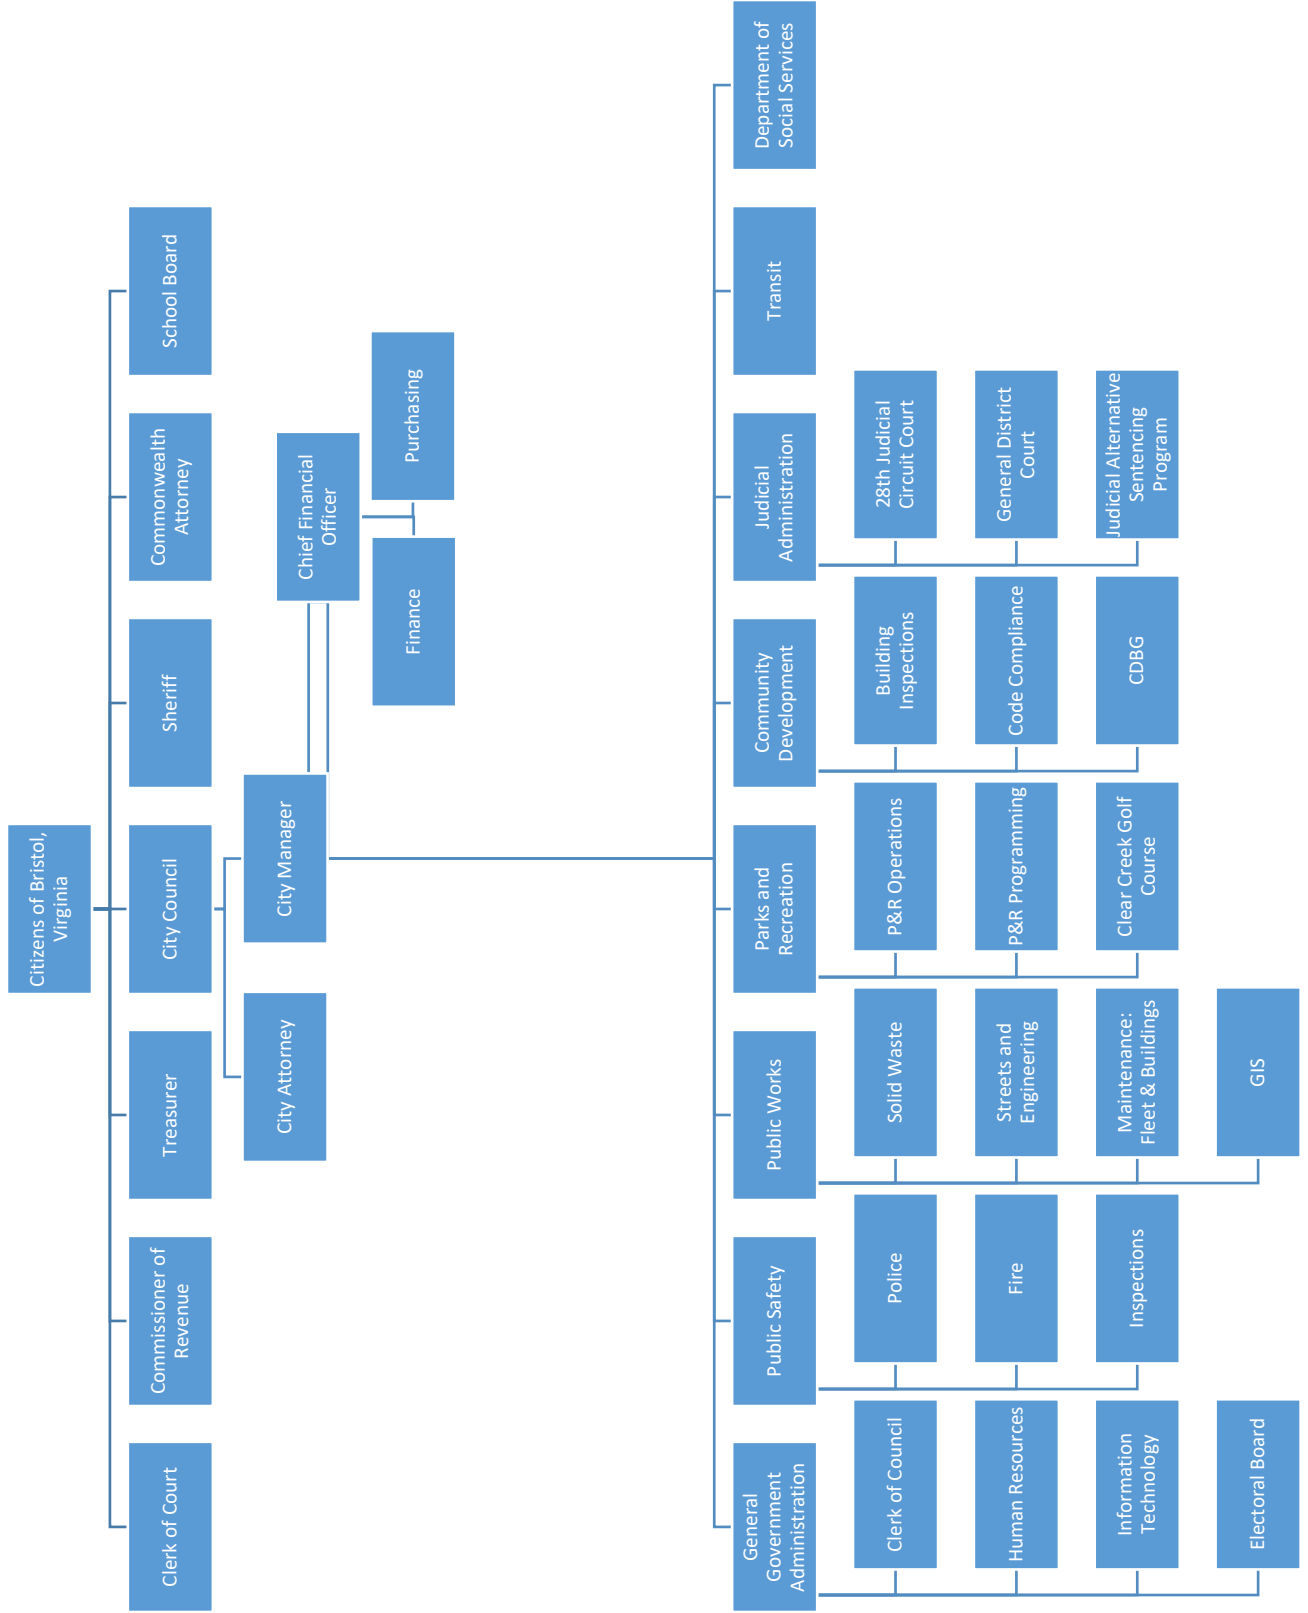 Citizens of Bristol,
Virginia
Clerk of Court
Commissioner of
Revenue
Treasurer
City Council
Sheriff
Commonwealth
Attorney
School Board
City Attorney
City Manager
Chief Financial
Officer
Finance
Purchasing
General
Government
Administration
Public Safety
Public Works
Parks and
Recreation
Community
Development
Judicial
Administration
Transit
Department of
Social Services
Clerk of Council
Police
Solid Waste
P&R Operations
Building
Inspections
28th Judicial
Circuit Court
Human Resources
Fire
Streets and
Engineering
P&R Programming
Code Compliance
General District
Court
Information
Technology
Inspections
Maintenance:
Fleet & Buildings
Clear Creek Golf
Course
CDBG
Judicial Alternative
Sentencing
Program
Electoral Board
GIS